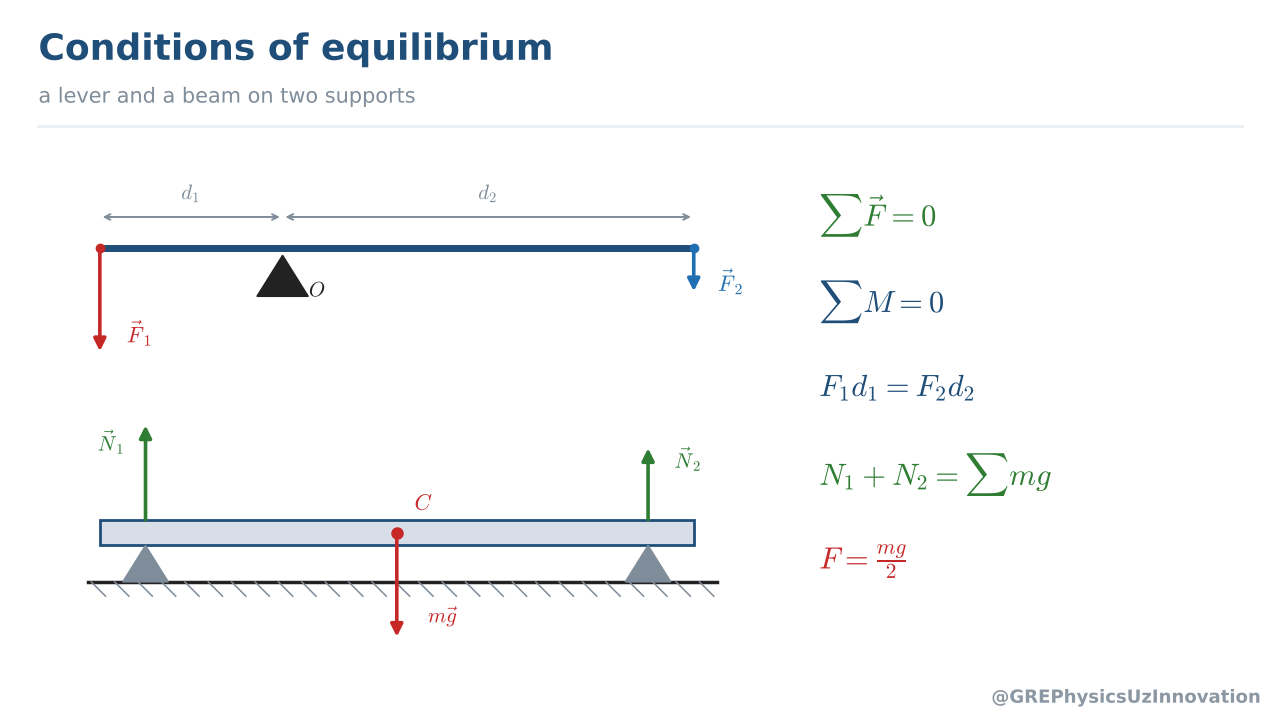 Conditions of equilibrium
a lever and a beam on two supports
d₁
d₂
O
F⃗₁
F⃗₂
N⃗₁
N⃗₂
C
mg⃗
∑F⃗ = 0
∑M = 0
F₁d₁ = F₂d₂
N₁ + N₂ = ∑mg
F = mg/2
@GREPhysicsUzInnovation